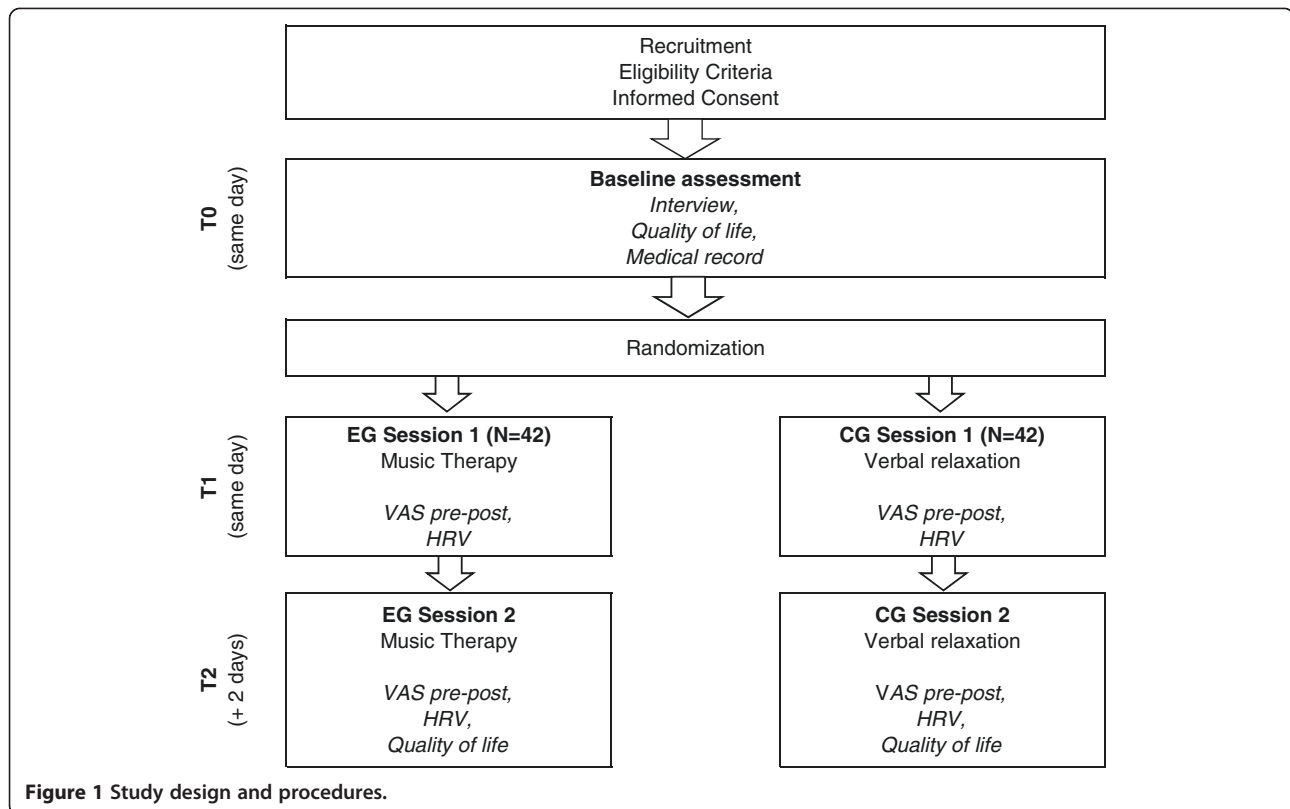 Recruitment
Eligibility Criteria
Informed Consent
T0
(same day)
Baseline assessment
Interview,
Quality of life,
Medical record
Randomization
T1
(same day)
EG Session 1 (N=42)
Music Therapy
VAS pre-post,
HRV
CG Session 1 (N=42)
Verbal relaxation
VAS pre-post,
HRV
T2
(+ 2 days)
EG Session 2
Music Therapy
VAS pre-post,
HRV,
Quality of life
CG Session 2
Verbal relaxation
VAS pre-post,
HRV,
Quality of life
Figure 1 Study design and procedures.